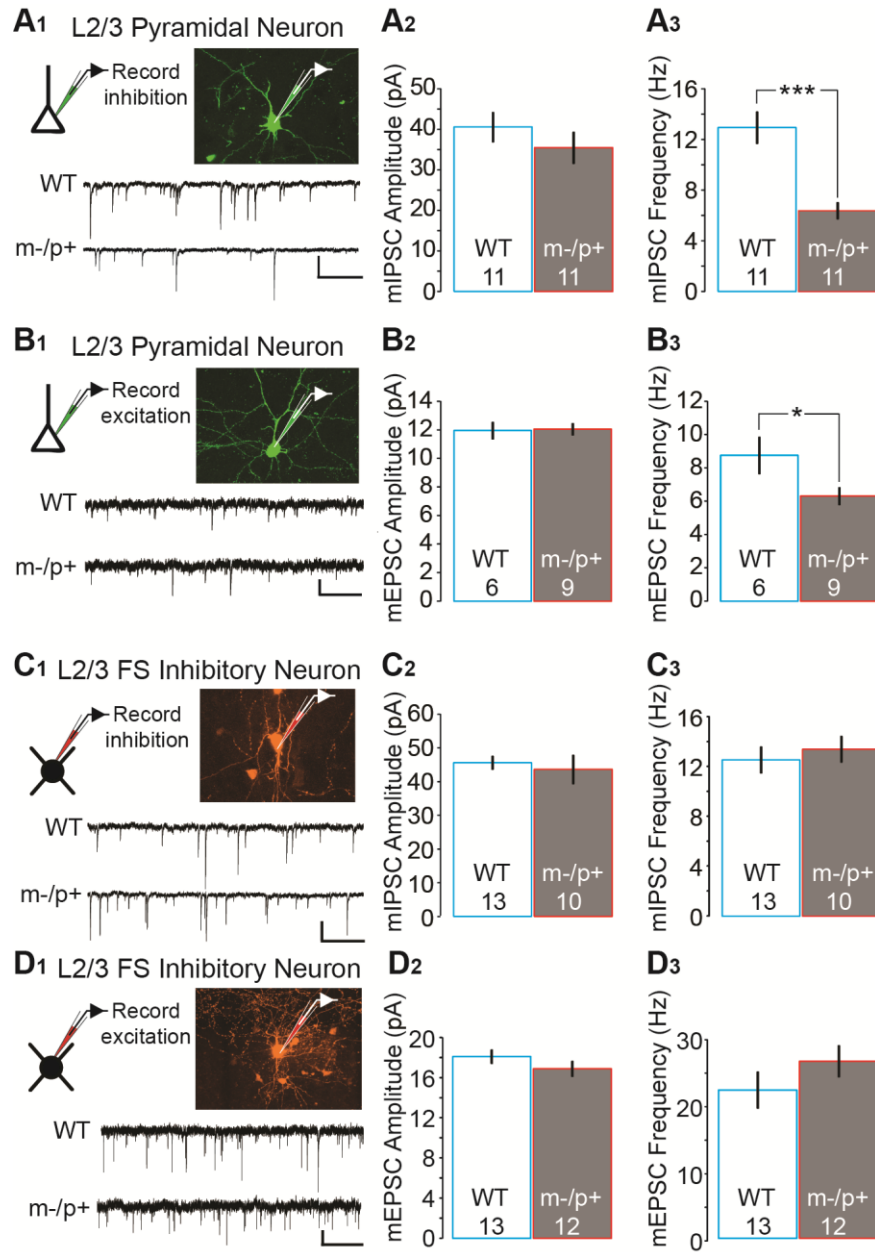 A1 L2/3 Pyramidal Neuron
Record
inhibition
WT
m-/p+
A2
mIPSC Amplitude (pA)
50
45
40
35
30
25
20
15
10
5
0
WT
11
m-/p+
11
A3
mIPSC Frequency (Hz)
16
12
8
4
0
***
WT
11
m-/p+
11
B1 L2/3 Pyramidal Neuron
Record
excitation
WT
m-/p+
B2
mEPSC Amplitude (pA)
14
12
10
8
6
4
2
0
WT
6
m-/p+
9
B3
mEPSC Frequency (Hz)
12
10
8
6
4
2
0
*
WT
6
m-/p+
9
C1 L2/3 FS Inhibitory Neuron
Record
inhibition
WT
m-/p+
C2
mIPSC Amplitude (pA)
60
50
40
30
20
10
0
WT
13
m-/p+
10
C3
mIPSC Frequency (Hz)
16
12
8
4
0
WT
13
m-/p+
10
D1 L2/3 FS Inhibitory Neuron
Record
excitation
WT
m-/p+
D2
mEPSC Amplitude (pA)
20
16
12
8
4
0
WT
13
m-/p+
12
D3
mEPSC Frequency (Hz)
30
20
10
0
WT
13
m-/p+
12